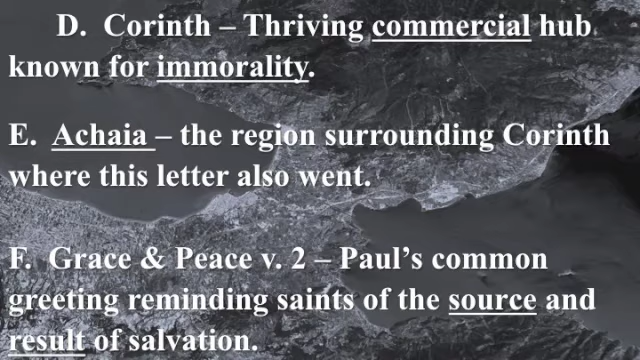 D. Corinth – Thriving commercial hub
known for immorality.
E. Achaia – the region surrounding Corinth
where this letter also went.
F. Grace & Peace v. 2 – Paul’s common
greeting reminding saints of the source and
result of salvation.